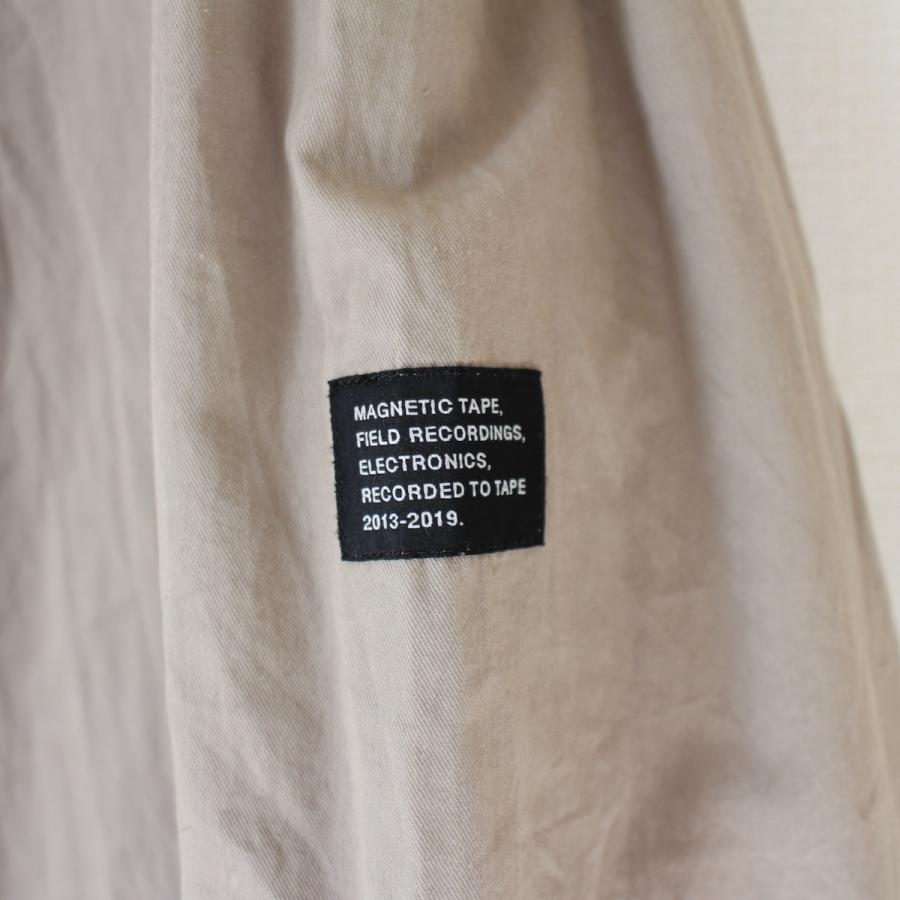 MAGNETIC TAPE,
FIELD RECORDINGS,
ELECTRONICS,
RECORDED TO TAPE
2013-2019.